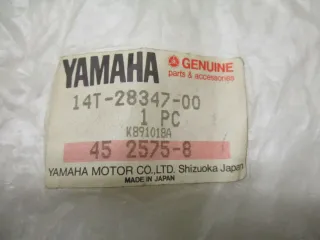 YAMAHA
GENUINE
parts & accessories
14T-28347-00
1 PC
K891018A
45 2575-8
YAMAHA MOTOR CO.,LTD. Shizuoka Japan
MADE IN JAPAN